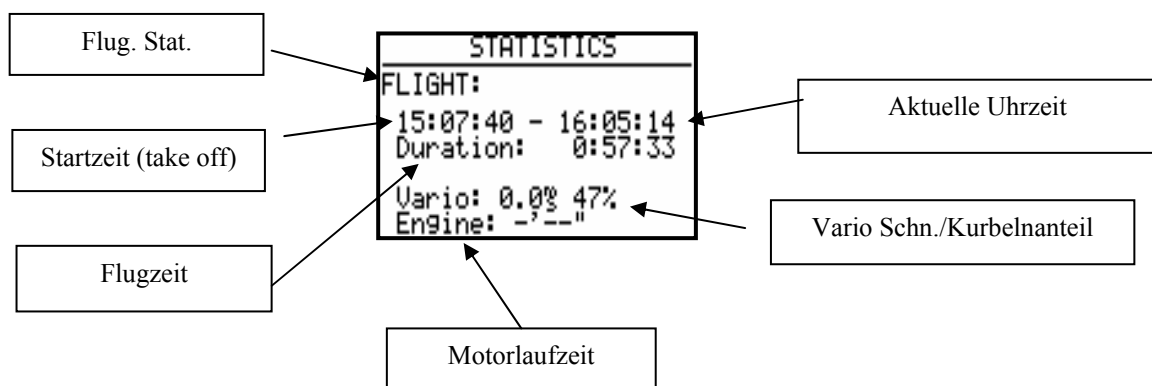 Flug. Stat.
STATISTICS
FLIGHT:
Aktuelle Uhrzeit
15:07:40 - 16:05:14
Startzeit (take off)
Duration: 0:57:33
Vario: 0.0m/s 47%
Vario Schn./Kurbelnanteil
Engine: -'--"
Flugzeit
Motorlaufzeit